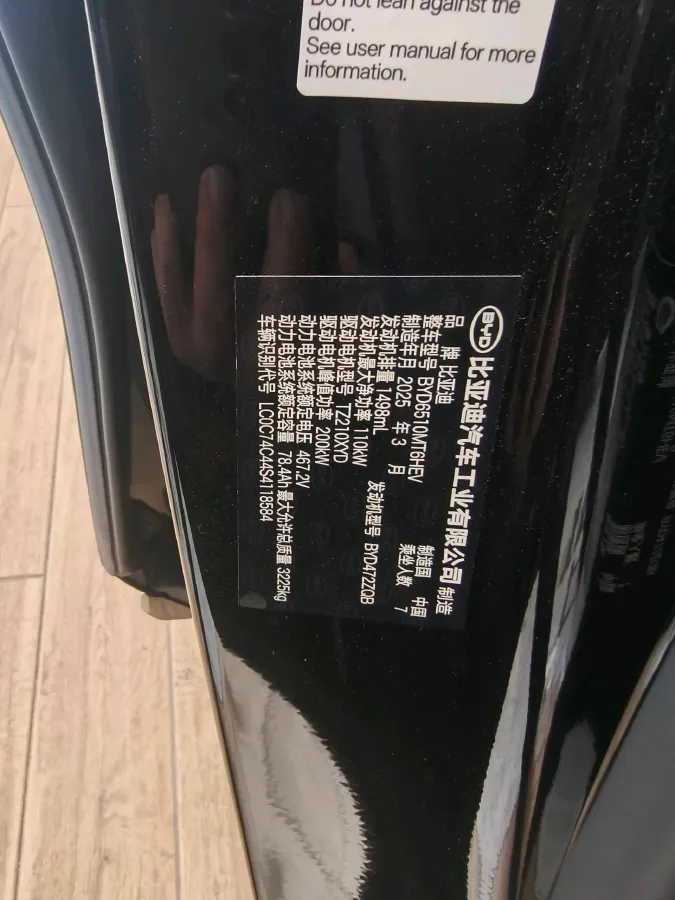 Do not lean against the
door.
See user manual for more
information.
BYD 比亚迪汽车工业有限公司 制造
品 牌 比亚迪 制造国 中国
整车型号 BYD6510MT6HEV 乘坐人数 7
制造年月 2025 年 3 月
发动机排量 1498mL 发动机型号 BYD472ZQB
发动机最大净功率 110kW
驱动电机型号 TZ210XYD
驱动电机峰值功率 200kW
动力电池系统额定电压 467.2V
动力电池系统额定容量 78.4Ah 最大允许总质量 3225kg
车辆识别代号 LC0C74C44S4118584